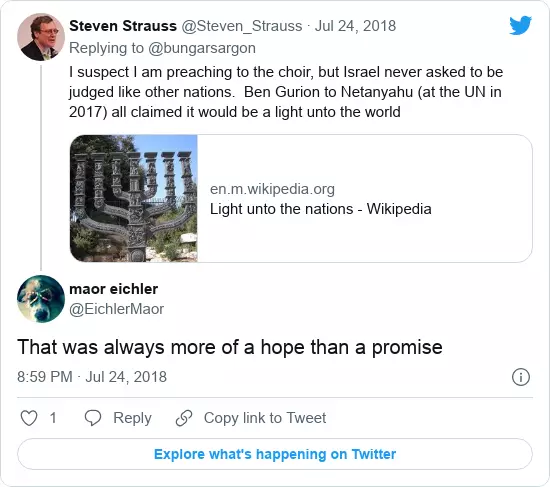 Steven Strauss @Steven_Strauss · Jul 24, 2018
Replying to @bungarsargon
I suspect I am preaching to the choir, but Israel never asked to be
judged like other nations.  Ben Gurion to Netanyahu (at the UN in
2017) all claimed it would be a light unto the world
en.m.wikipedia.org
Light unto the nations - Wikipedia
maor eichler
@EichlerMaor
That was always more of a hope than a promise
8:59 PM · Jul 24, 2018
1 Reply Copy link to Tweet
Explore what's happening on Twitter